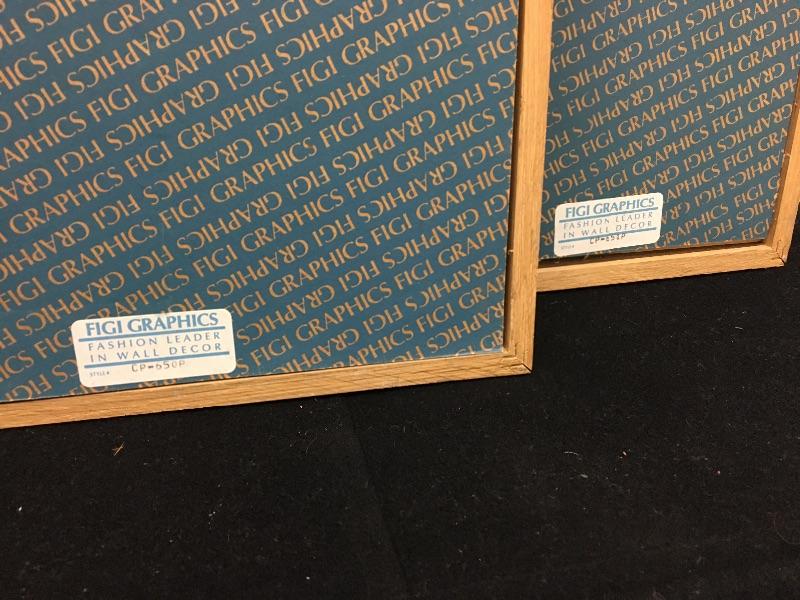 FIGI GRAPHICS FIGI GRAPHICS FIGI GRAPHICS
FIGI GRAPHICS
FASHION LEADER
IN WALL DECOR
STYLE # CP-650P
FIGI GRAPHICS
FASHION LEADER
IN WALL DECOR
STYLE #